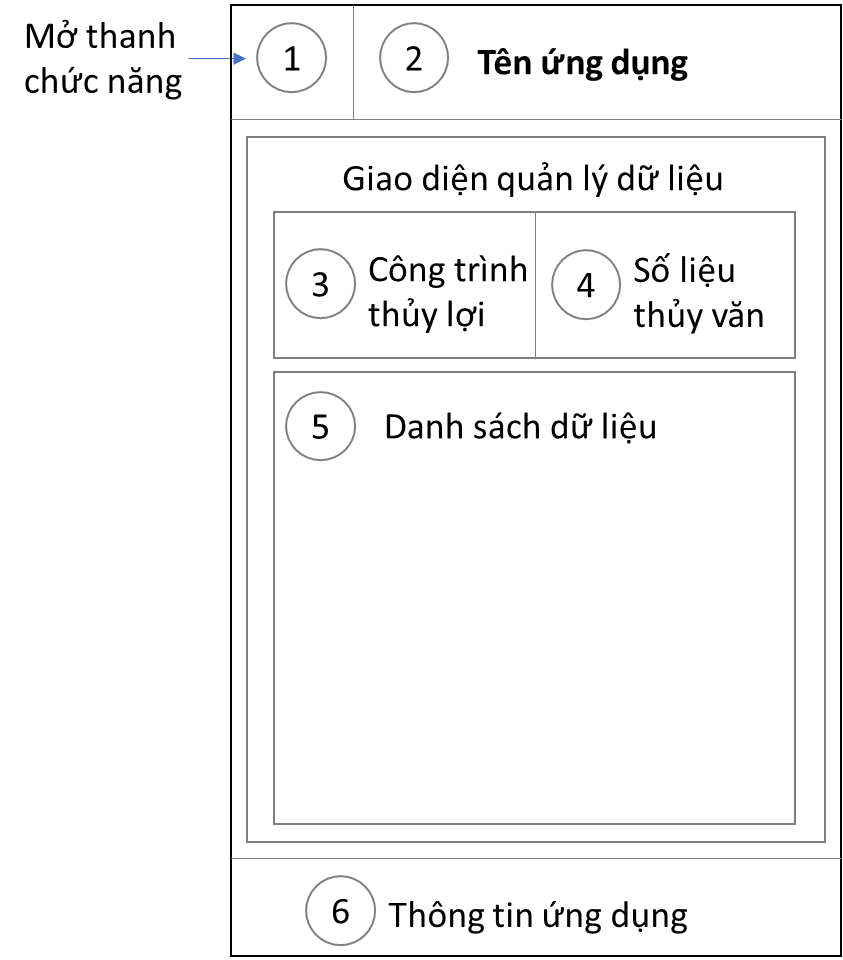 Mở thanh
chức năng
1
2
Tên ứng dụng
Giao diện quản lý dữ liệu
3
Công trình
thủy lợi
4
Số liệu
thủy văn
5
Danh sách dữ liệu
6
Thông tin ứng dụng